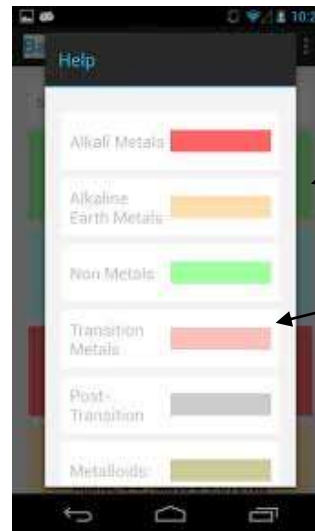 10:2
Help
Alkali Metals
Alkaline
Earth Metals
Non Metals
Transition
Metals
Post-
Transition
Metalloids